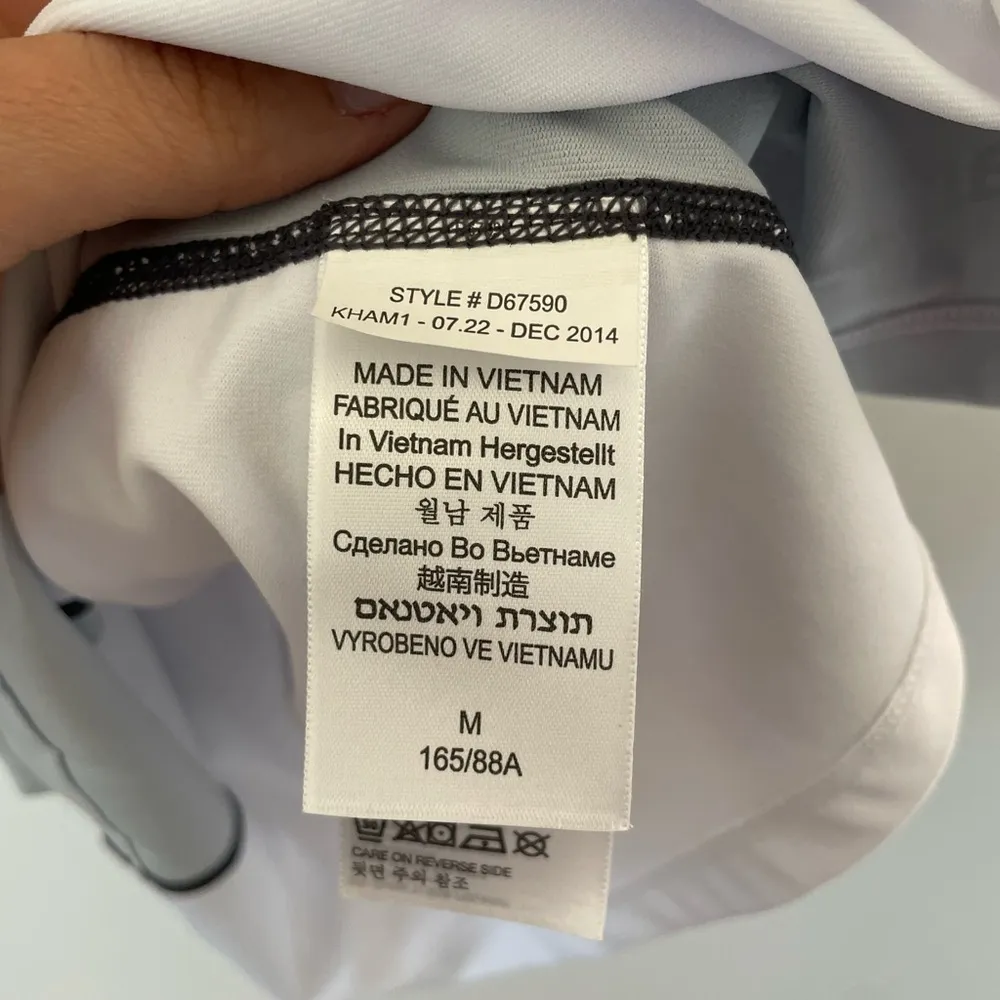 STYLE # D67590
KHAM1 - 07.22 - DEC 2014
MADE IN VIETNAM
FABRIQUÉ AU VIETNAM
In Vietnam Hergestellt
HECHO EN VIETNAM
월남 제품
Сделано Во Вьетнаме
越南制造
תוצרת ויאטנאם
VYROBENO VE VIETNAMU
M
165/88A
CARE ON REVERSE SIDE
뒷면 주의 참조